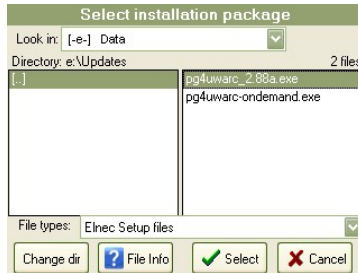 Select installation package
Look in: [-e-] Data
Directory: e:\Updates 2 files
[..] pg4uwarc_2.88a.exe
pg4uwarc-ondemand.exe
File types: Elnec Setup files
Change dir ? File Info Select Cancel